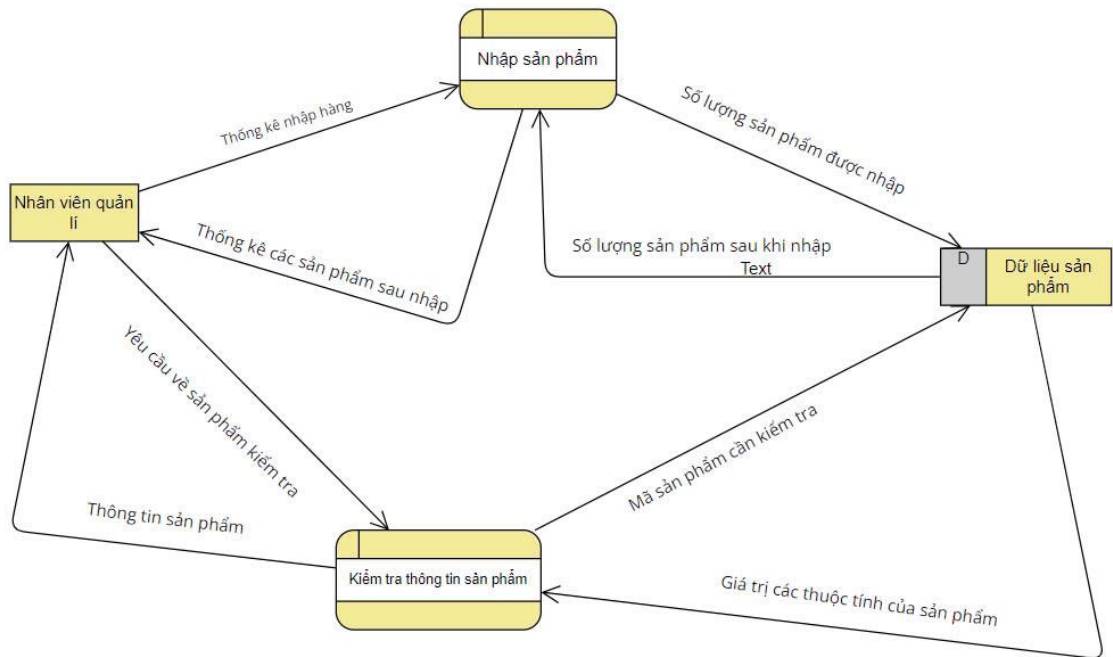 Nhập sản phẩm
Thống kê nhập hàng
Số lượng sản phẩm được nhập
Nhân viên quản
lí
Thống kê các sản phẩm sau nhập
Số lượng sản phẩm sau khi nhập
Text
D
Dữ liệu sản
phẩm
Yêu cầu về sản phẩm kiểm tra
Mã sản phẩm cần kiểm tra
Thông tin sản phẩm
Kiểm tra thông tin sản phẩm
Giá trị các thuộc tính của sản phẩm